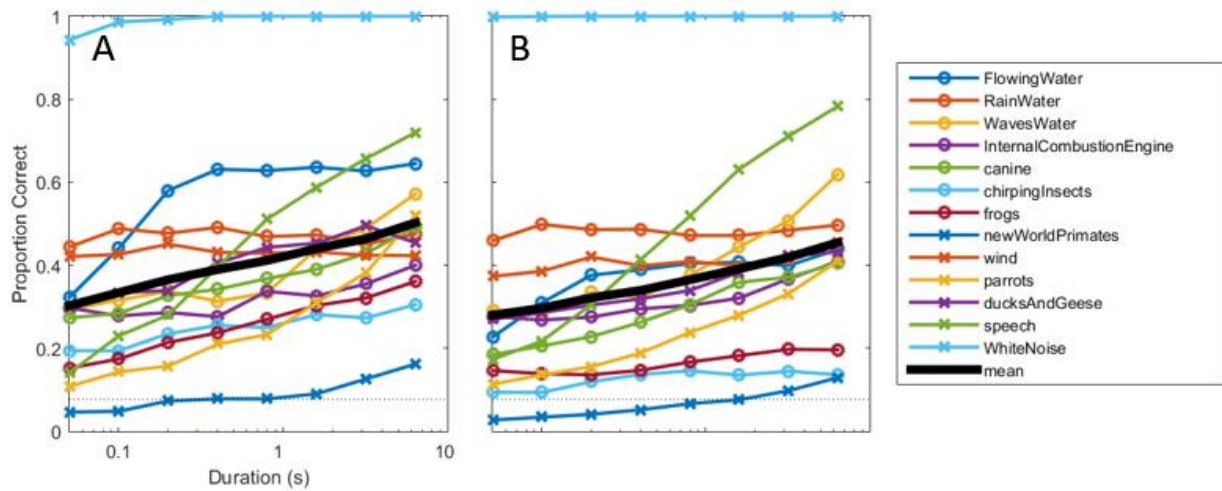 A
B
1
0.8
0.6
0.4
0.2
0
Proportion Correct
0.1
1
10
Duration (s)
FlowingWater
RainWater
WavesWater
InternalCombustionEngine
canine
chirpingInsects
frogs
newWorldPrimates
wind
parrots
ducksAndGeese
speech
WhiteNoise
mean